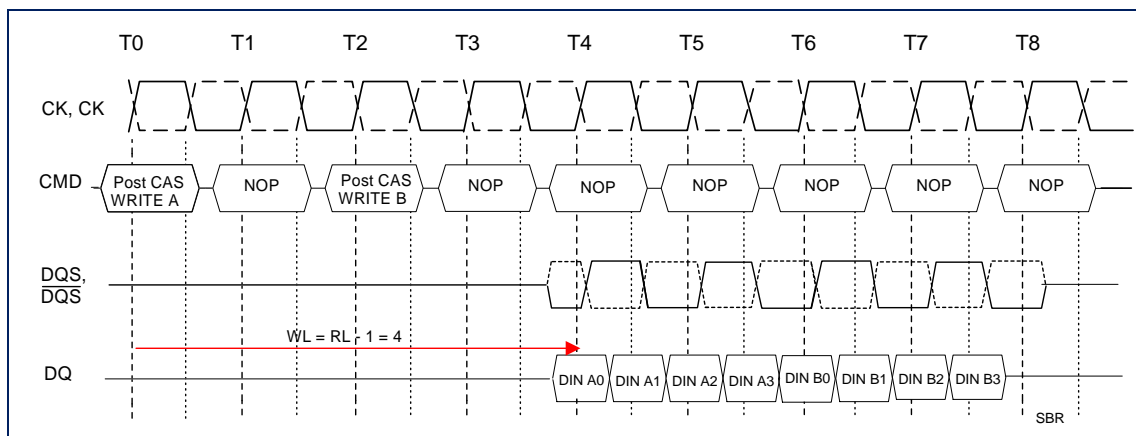 T0 T1 T2 T3 T4 T5 T6 T7 T8
CK, CK
CMD Post CAS NOP Post CAS NOP NOP NOP NOP NOP NOP
WRITE A WRITE B
DQS,
DQS
WL = RL - 1 = 4
DQ DIN A0 DIN A1 DIN A2 DIN A3 DIN B0 DIN B1 DIN B2 DIN B3
SBR